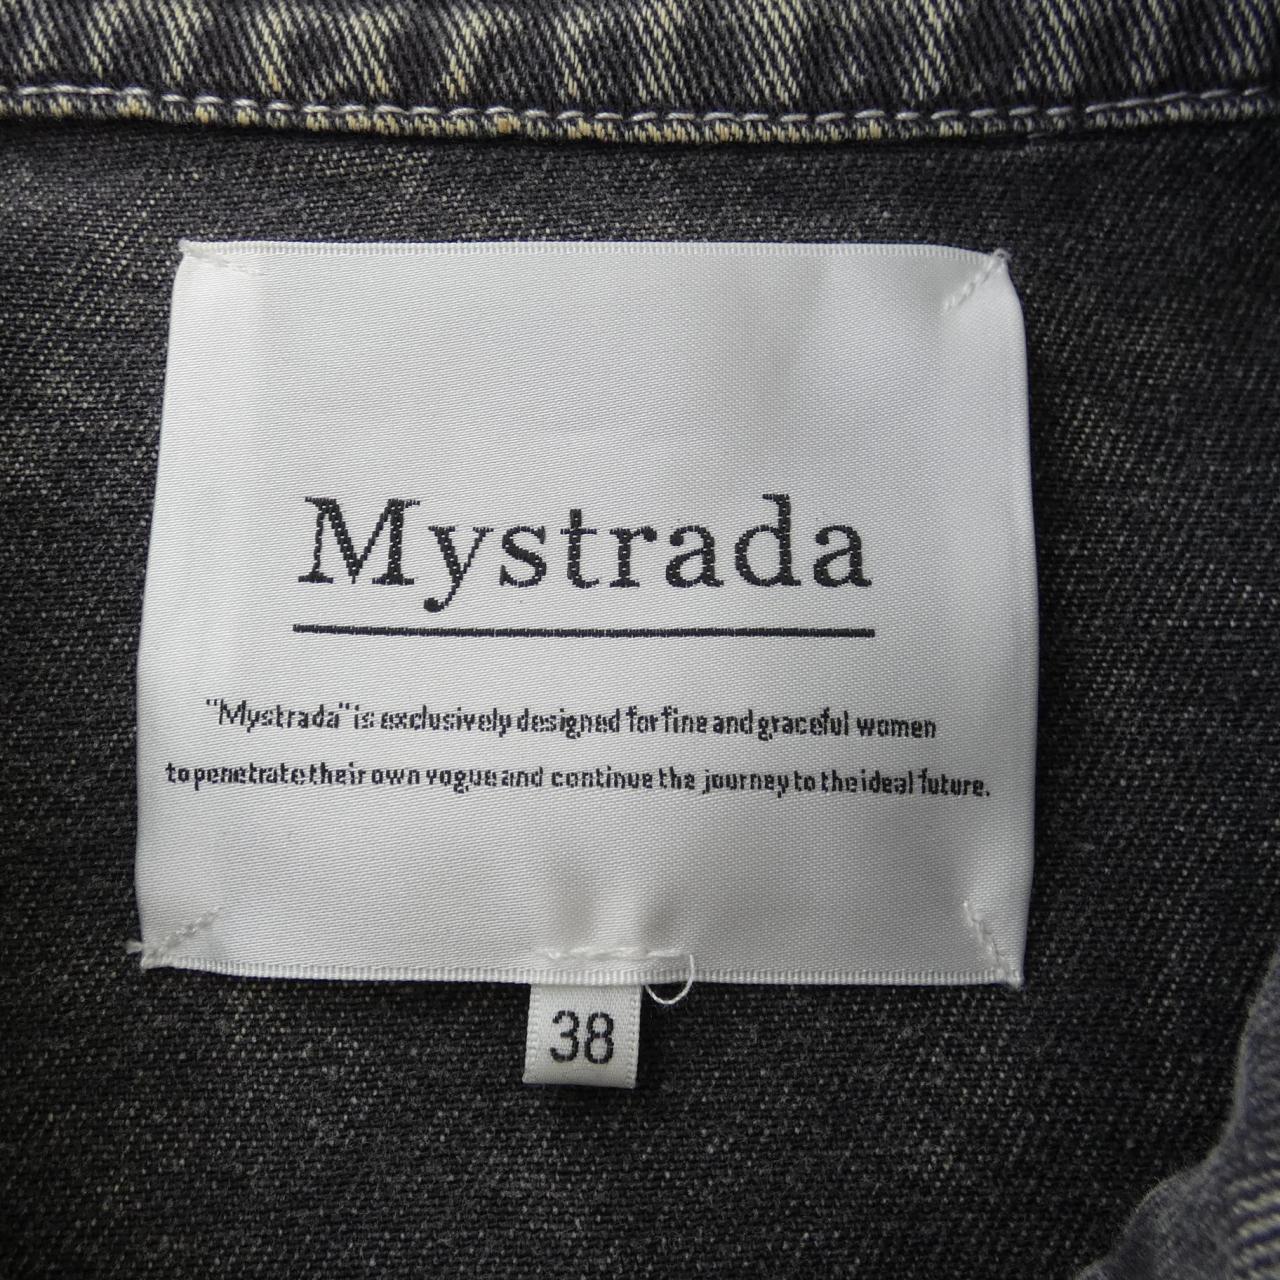 Mystrada
"Mystrada" is exclusively designed for fine and graceful women
to penetrate their own vogue and continue the journey to the ideal future.
38